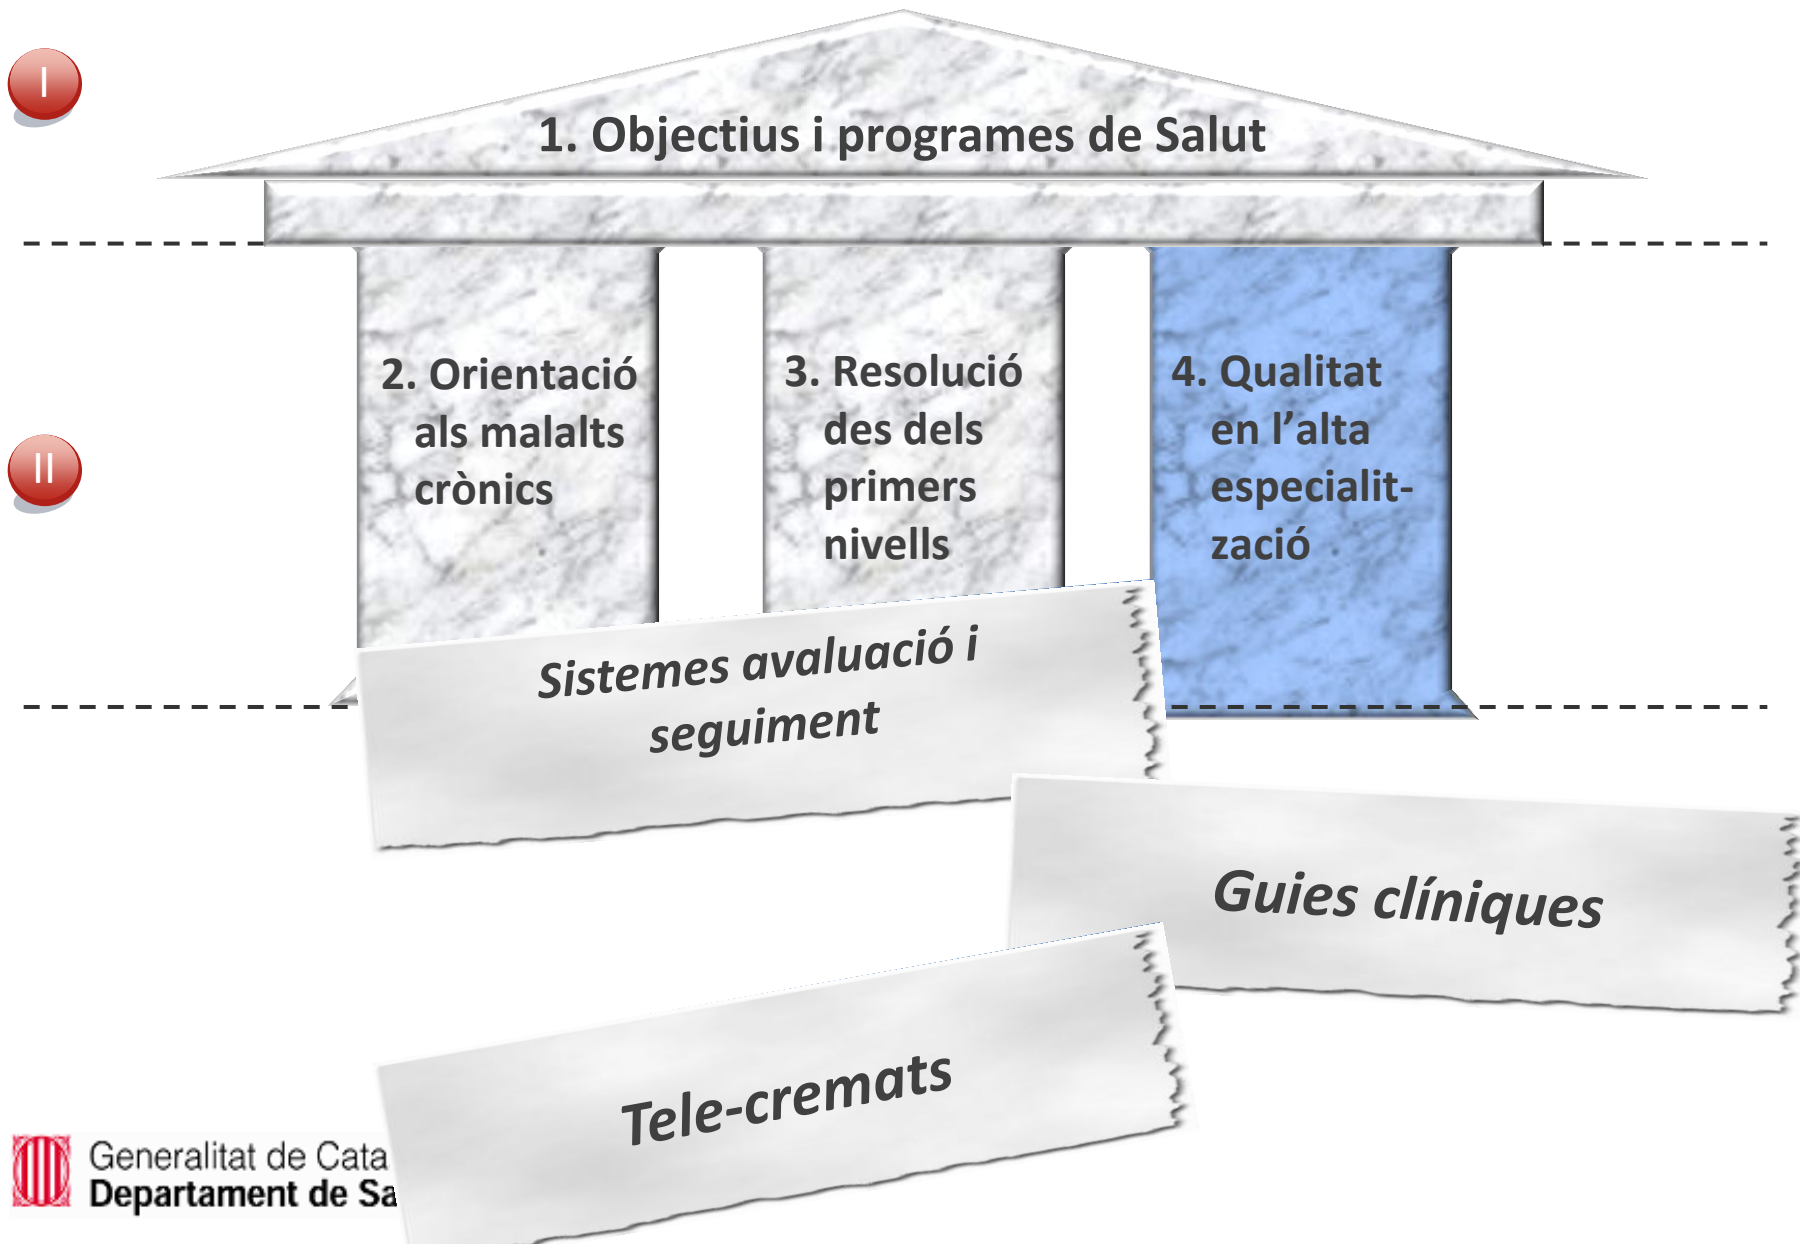 I
1. Objectius i programes de Salut
II
2. Orientació
als malalts
crònics
3. Resolució
des dels
primers
nivells
4. Qualitat
en l’alta
especialit-
zació
Sistemes avaluació i
seguiment
Guies clíniques
Tele-cremats
Generalitat de Cata
Departament de Sa